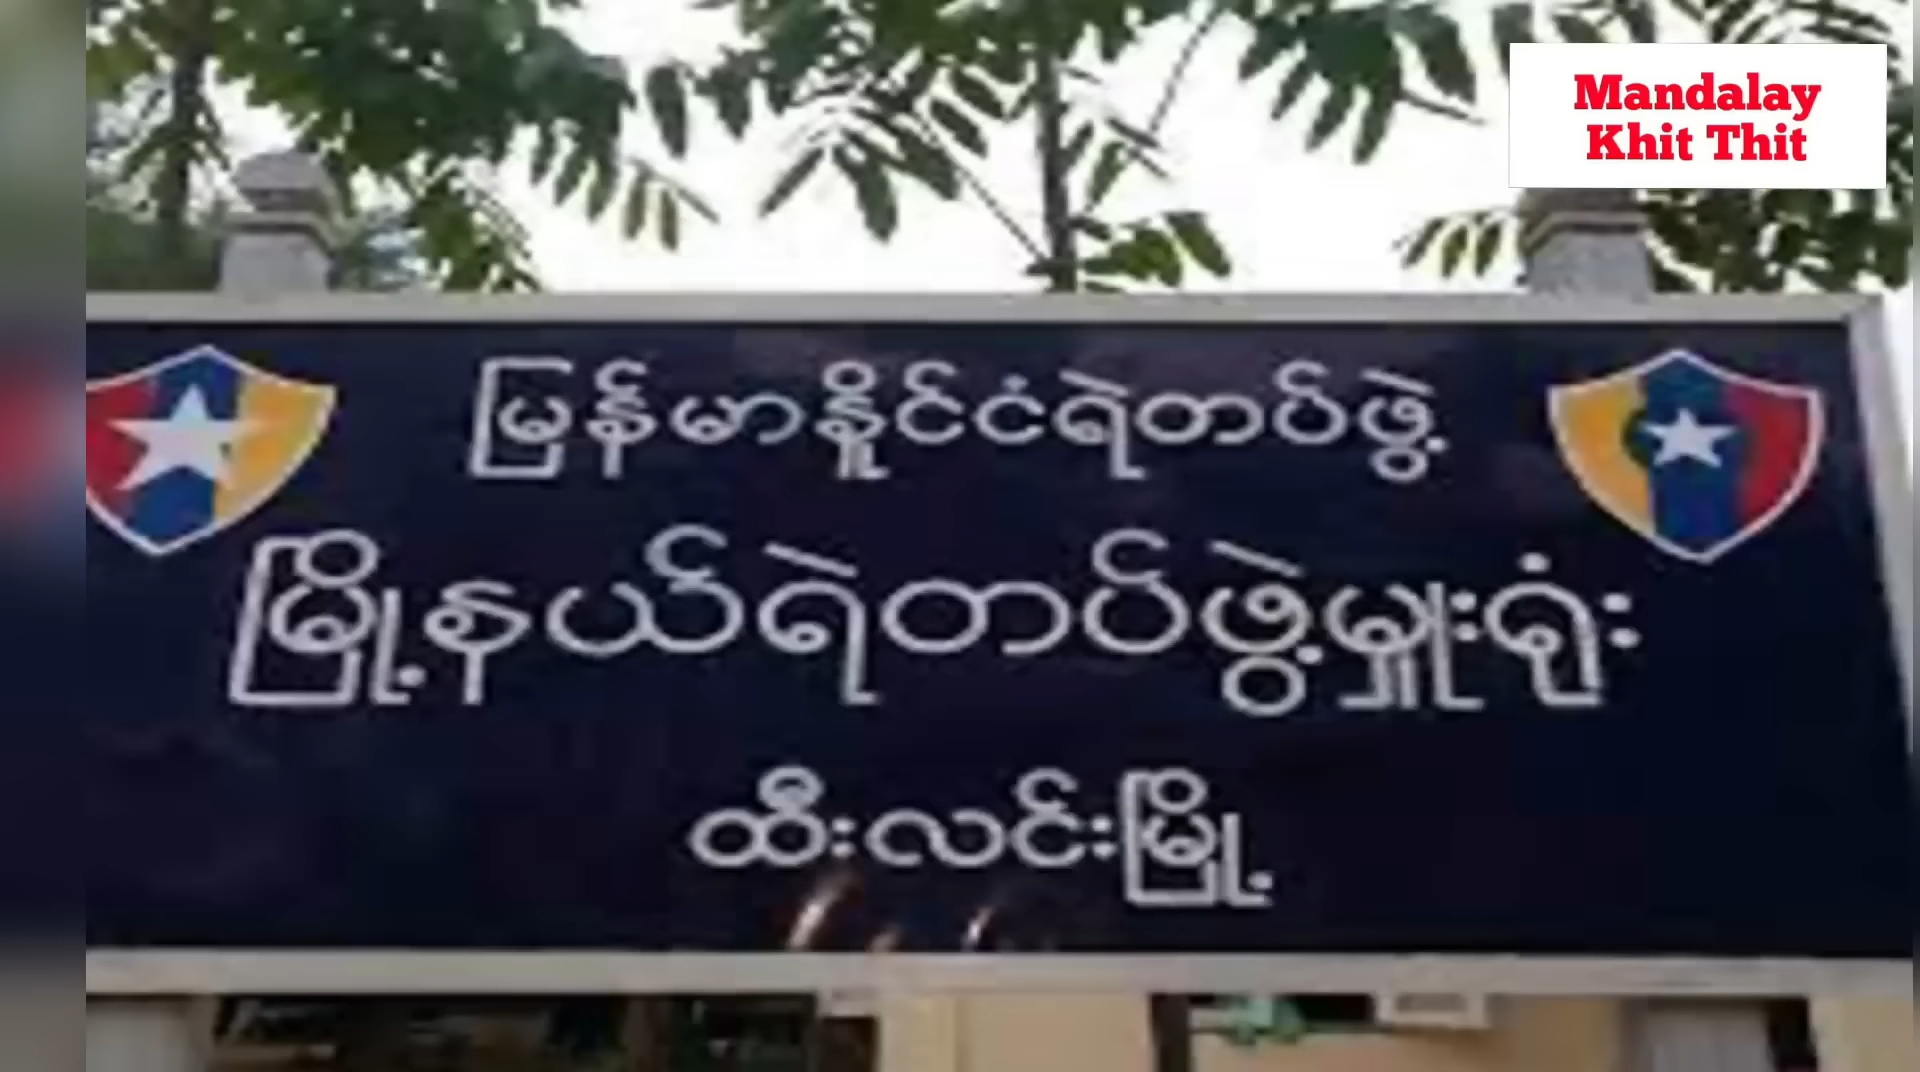 Mandalay
Khit Thit
မြန်မာနိုင်ငံရဲတပ်ဖွဲ့
မြို့နယ်ရဲတပ်ဖွဲ့မှူးရုံး
ထီးလင်းမြို့